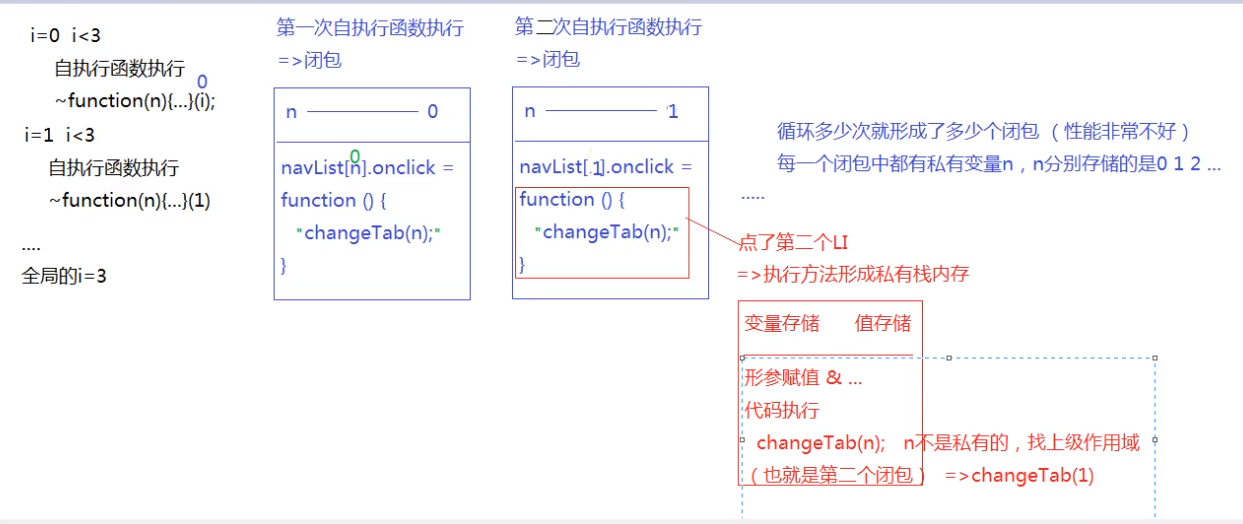 i=0 i<3
自执行函数执行
0
~function(n){...}(i);
i=1 i<3
自执行函数执行
~function(n){...}(1)
....
全局的i=3
第一次自执行函数执行
=>闭包
n 0
0
navList[n].onclick =
function () {
"changeTab(n);"
}
第二次自执行函数执行
=>闭包
n 1
navList[.1].onclick =
function () {
"changeTab(n);"
}
循环多少次就形成了多少个闭包（性能非常不好）
每一个闭包中都有私有变量n，n分别存储的是0 1 2 ...
.....
点了第二个LI
=>执行方法形成私有栈内存
变量存储 值存储
形参赋值 & ...
代码执行
changeTab(n); n不是私有的，找上级作用域
（也就是第二个闭包） =>changeTab(1)